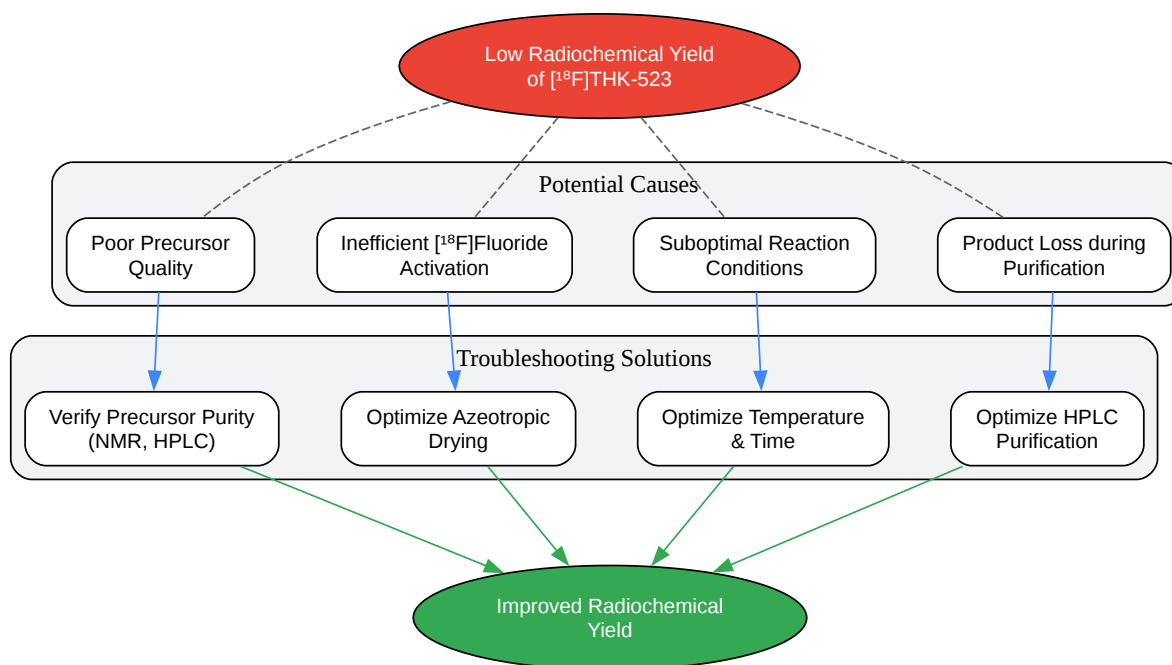 Low Radiochemical Yield
of [¹⁸F]THK-523
Potential Causes
Poor Precursor
Quality
Inefficient [¹⁸F]Fluoride
Activation
Suboptimal Reaction
Conditions
Product Loss during
Purification
Troubleshooting Solutions
Verify Precursor Purity
(NMR, HPLC)
Optimize Azeotropic
Drying
Optimize Temperature
& Time
Optimize HPLC
Purification
Improved Radiochemical
Yield